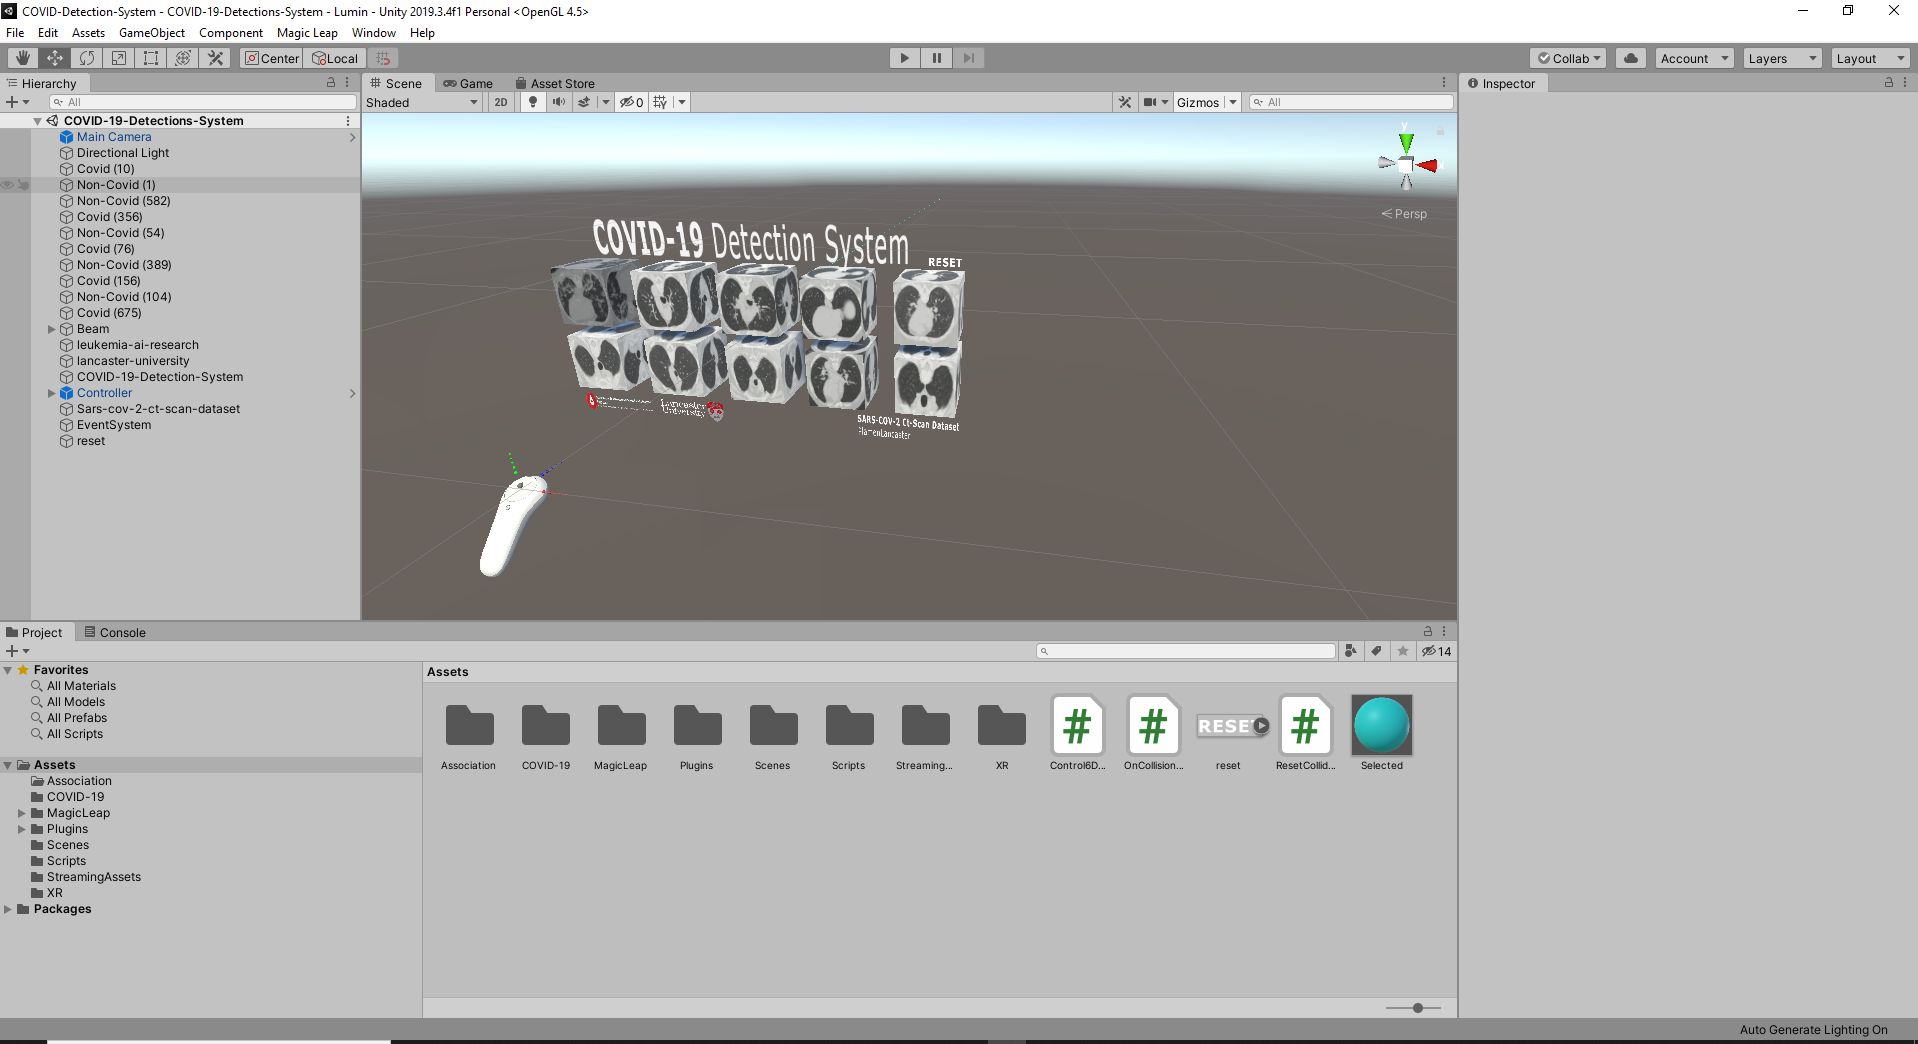 COVID-Detection-System - COVID-19-Detections-System - Lumin - Unity 2019.3.4f1 Personal <OpenGL 4.5>
File Edit Assets GameObject Component Magic Leap Window Help
Center Local Collab Account Layers Layout
Hierarchy
All
COVID-19-Detections-System
Main Camera
Directional Light
Covid (10)
Non-Covid (1)
Non-Covid (582)
Covid (356)
Non-Covid (54)
Covid (76)
Non-Covid (389)
Covid (156)
Non-Covid (104)
Covid (675)
Beam
leukemia-ai-research
lancaster-university
COVID-19-Detection-System
Controller
Sars-cov-2-ct-scan-dataset
EventSystem
reset
Scene Game Asset Store
Shaded 2D 0 Gizmos All
y
Persp
COVID-19 Detection System
RESET
Lancaster
University
SARS-COV-2 Ct-Scan Dataset
PlamenLancaster
Inspector
Project Console
14
Favorites
All Materials
All Models
All Prefabs
All Scripts
Assets
Association
COVID-19
MagicLeap
Plugins
Scenes
Scripts
StreamingAssets
XR
Packages
Assets
# # RESET #
Association COVID-19 MagicLeap Plugins Scenes Scripts Streaming... XR Control6D... OnCollision... reset ResetCollid... Selected
Auto Generate Lighting On